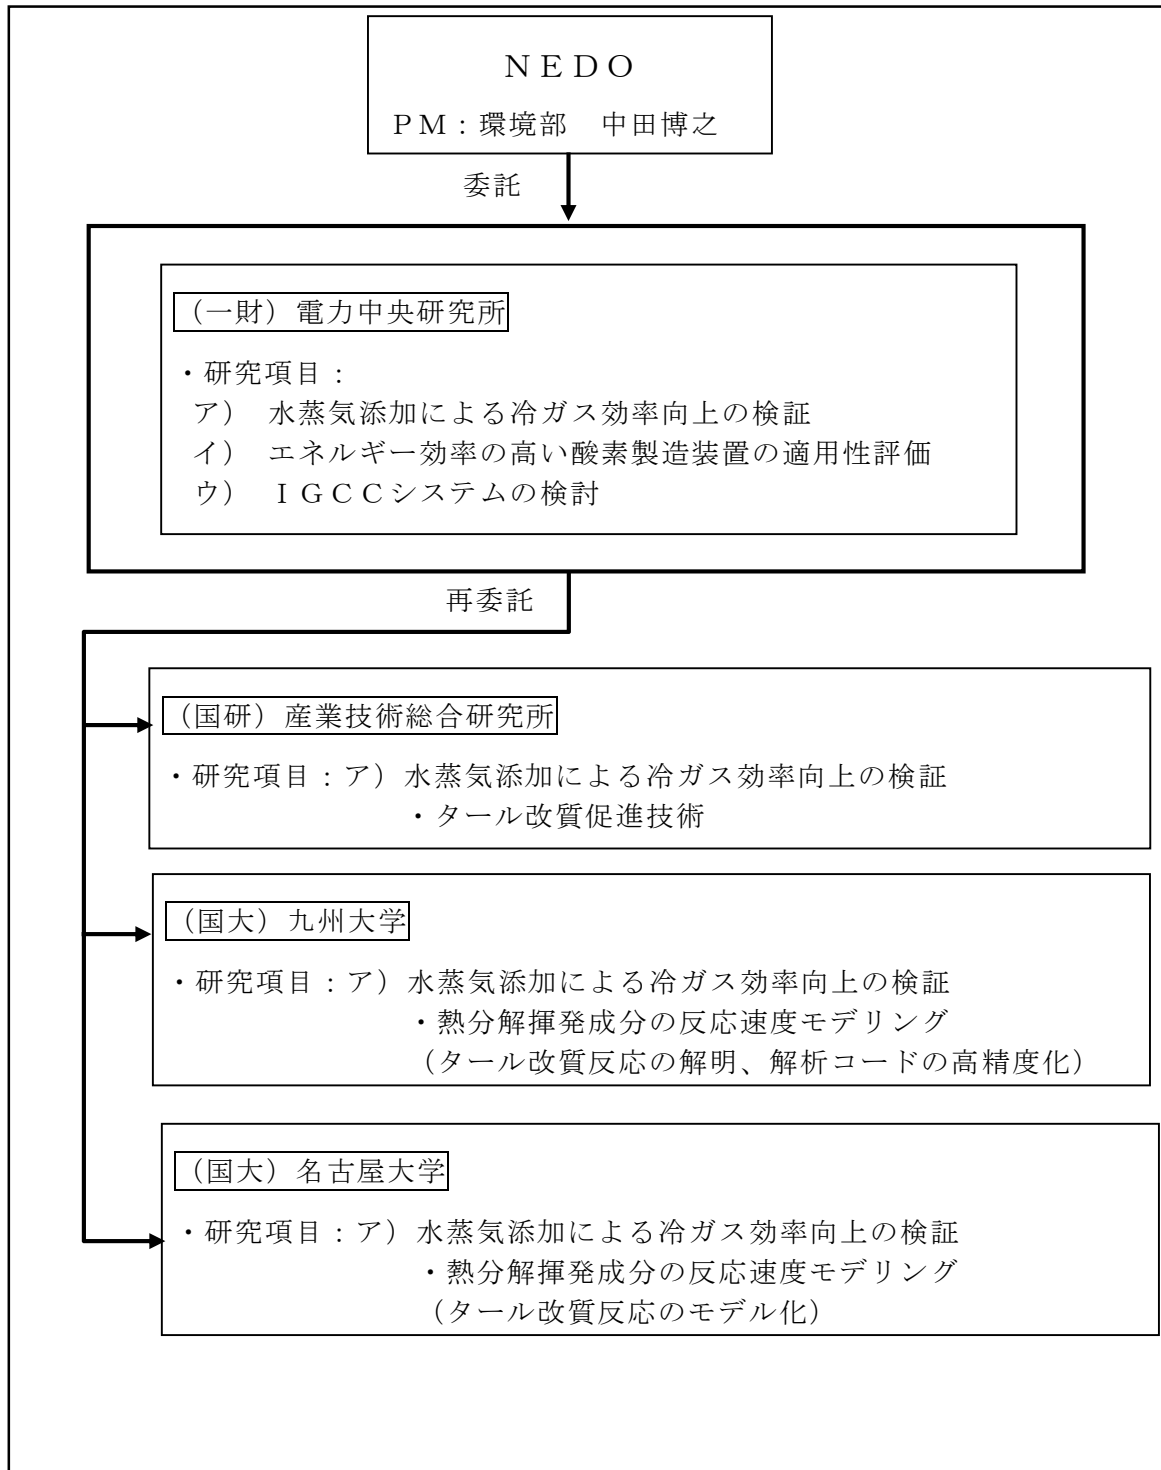 ＮＥＤＯ
ＰＭ：環境部　中田博之
委託
（一財）電力中央研究所
・研究項目：
ア）　水蒸気添加による冷ガス効率向上の検証
イ）　エネルギー効率の高い酸素製造装置の適用性評価
ウ）　ＩＧＣＣシステムの検討
再委託
（国研）産業技術総合研究所
・研究項目：ア）水蒸気添加による冷ガス効率向上の検証
・タール改質促進技術
（国大）九州大学
・研究項目：ア）水蒸気添加による冷ガス効率向上の検証
・熱分解揮発成分の反応速度モデリング
（タール改質反応の解明、解析コードの高精度化）
（国大）名古屋大学
・研究項目：ア）水蒸気添加による冷ガス効率向上の検証
・熱分解揮発成分の反応速度モデリング
（タール改質反応のモデル化）